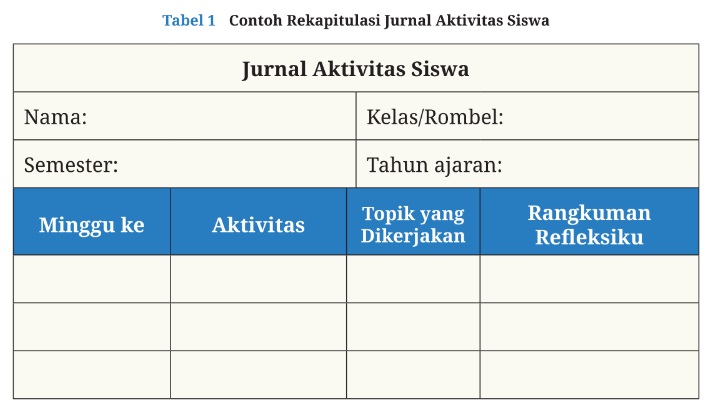 Tabel 1 Contoh Rekapitulasi Jurnal Aktivitas Siswa
Jurnal Aktivitas Siswa
Nama:
Kelas/Rombel:
Semester:
Tahun ajaran:
Minggu ke
Aktivitas
Topik yang
Dikerjakan
Rangkuman
Refleksiku